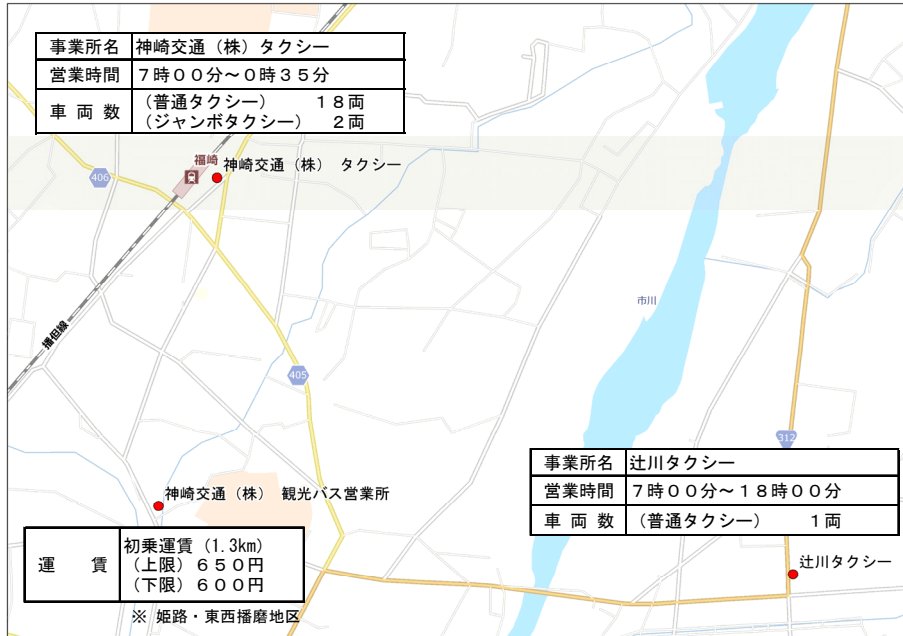 事業所名 神崎交通（株）タクシー
営業時間 ７時００分～０時３５分
車両数 （普通タクシー） １８両
（ジャンボタクシー） ２両
福崎
神崎交通（株） タクシー
406
市川
播但線
405
312
事業所名 辻川タクシー
営業時間 ７時００分～１８時００分
車両数 （普通タクシー） １両
神崎交通（株） 観光バス営業所
運賃 初乗運賃（1.3km）
（上限）６５０円
（下限）６００円
辻川タクシー
※ 姫路・東西播磨地区